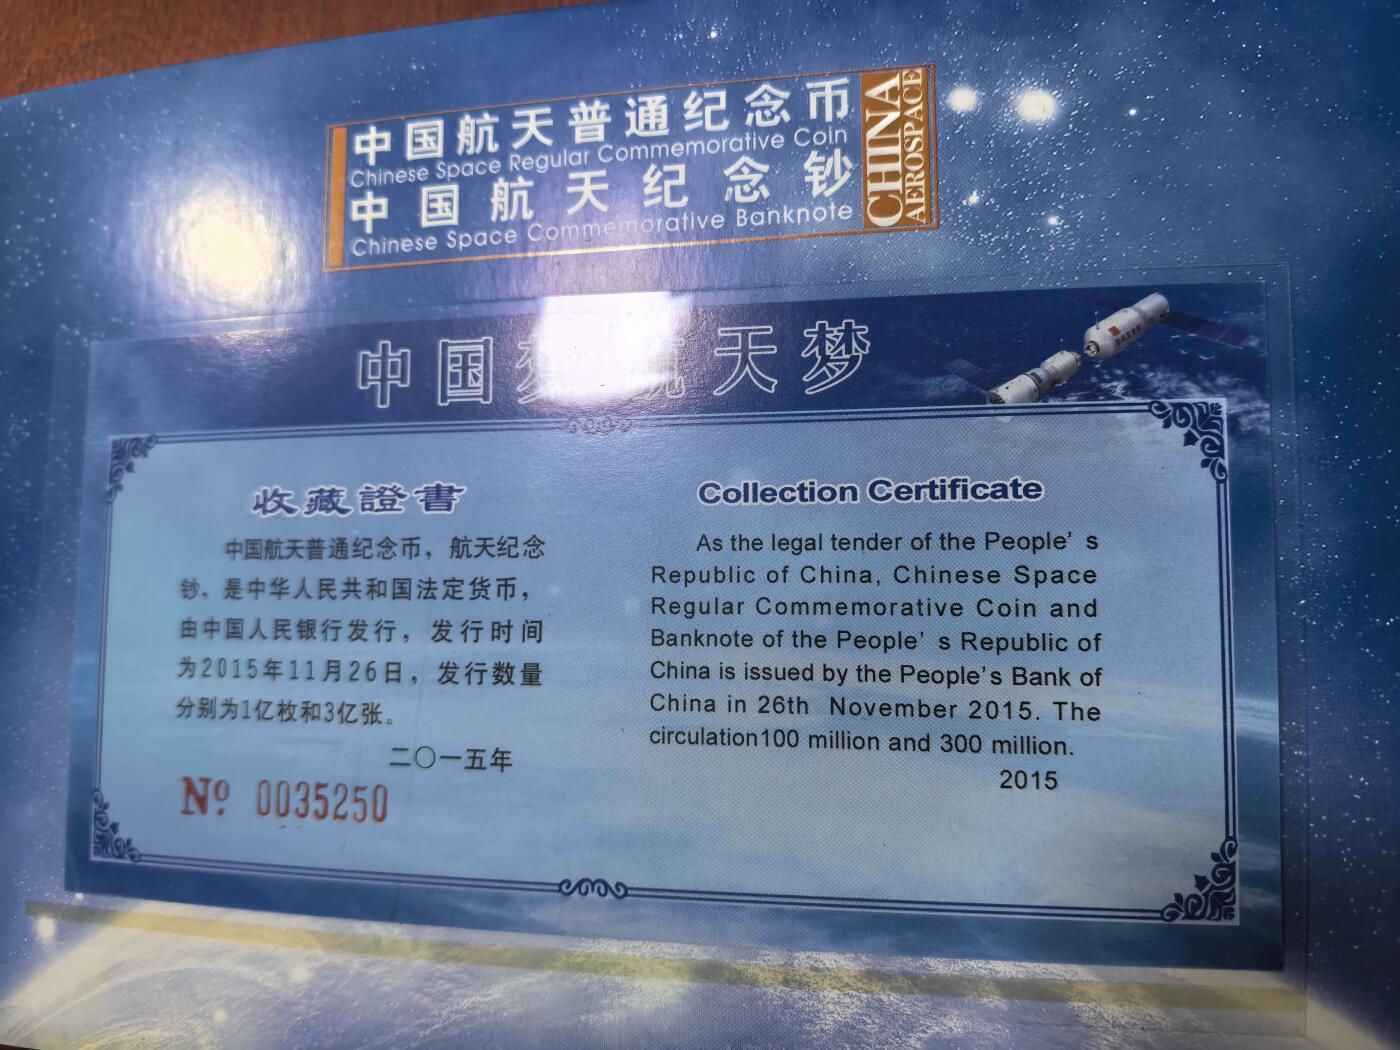 中国航天普通纪念币
Chinese Space Regular Commemorative Coin
中国航天纪念钞
Chinese Space Commemorative Banknote
CHINA
AEROSPACE
中国梦 航天梦
收藏證書
中国航天普通纪念币，航天纪念
钞，是中华人民共和国法定货币，
由中国人民银行发行，发行时间
为2015年11月26日，发行数量
分别为1亿枚和3亿张。
二〇一五年
Nº 0035250
Collection Certificate
As the legal tender of the People’ s
Republic of China, Chinese Space
Regular Commemorative Coin and
Banknote of the People’ s Republic of
China is issued by the People’s Bank of
China in 26th November 2015. The
circulation100 million and 300 million.
2015